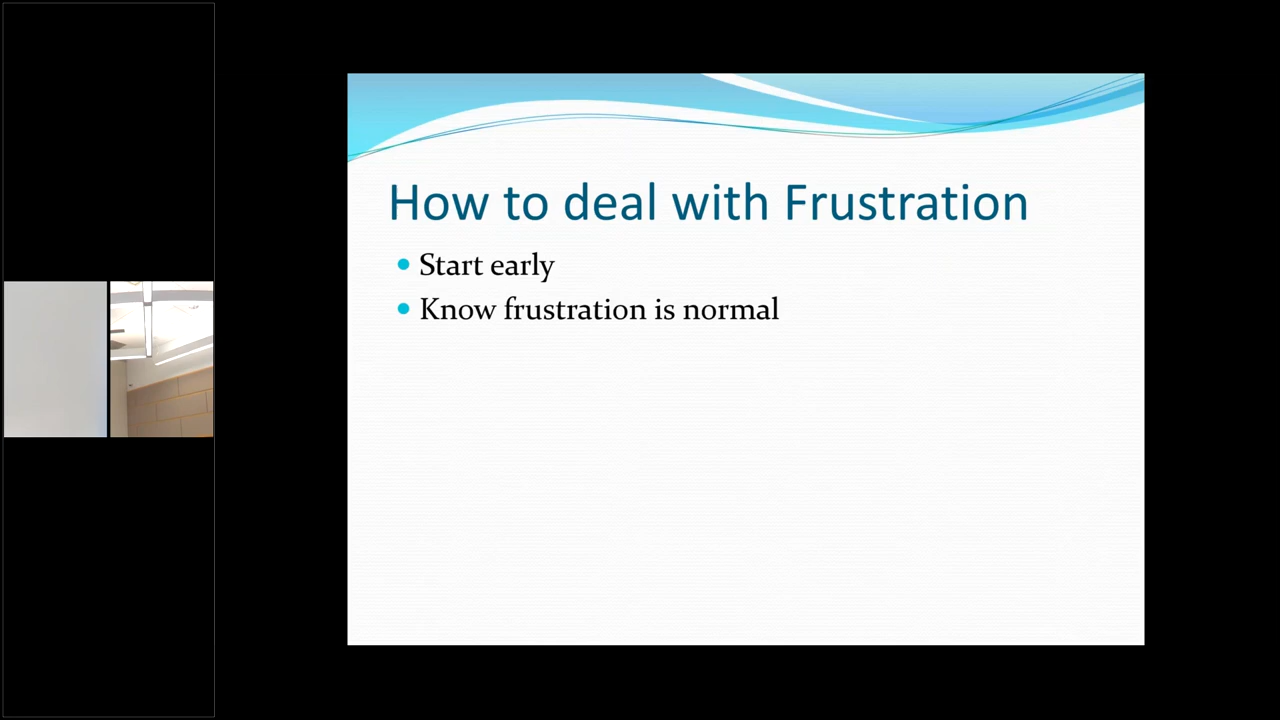 How to deal with Frustration
Start early
Know frustration is normal